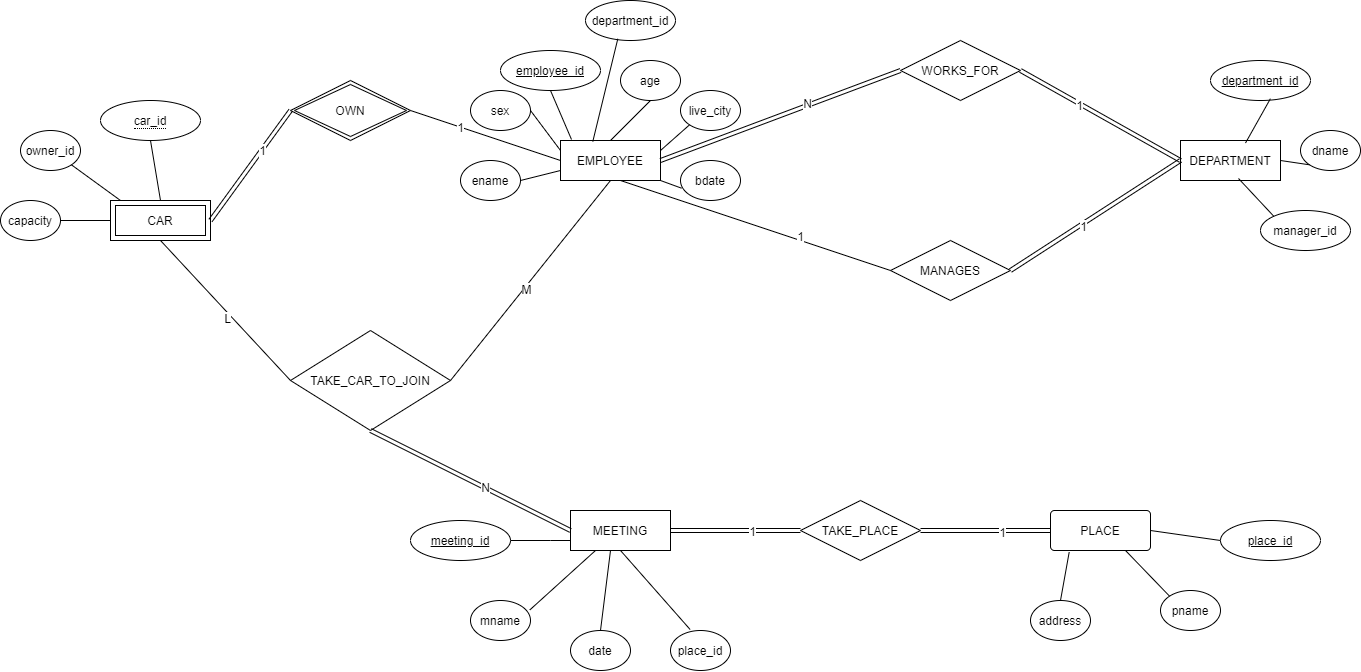 department_id
employee_id
age
sex
live_city
ename
EMPLOYEE
bdate
WORKS_FOR
N
1
department_id
dname
DEPARTMENT
manager_id
OWN
1
1
car_id
owner_id
capacity
CAR
1
1
MANAGES
L
M
TAKE_CAR_TO_JOIN
N
meeting_id
MEETING
1
TAKE_PLACE
1
PLACE
place_id
mname
date
place_id
address
pname